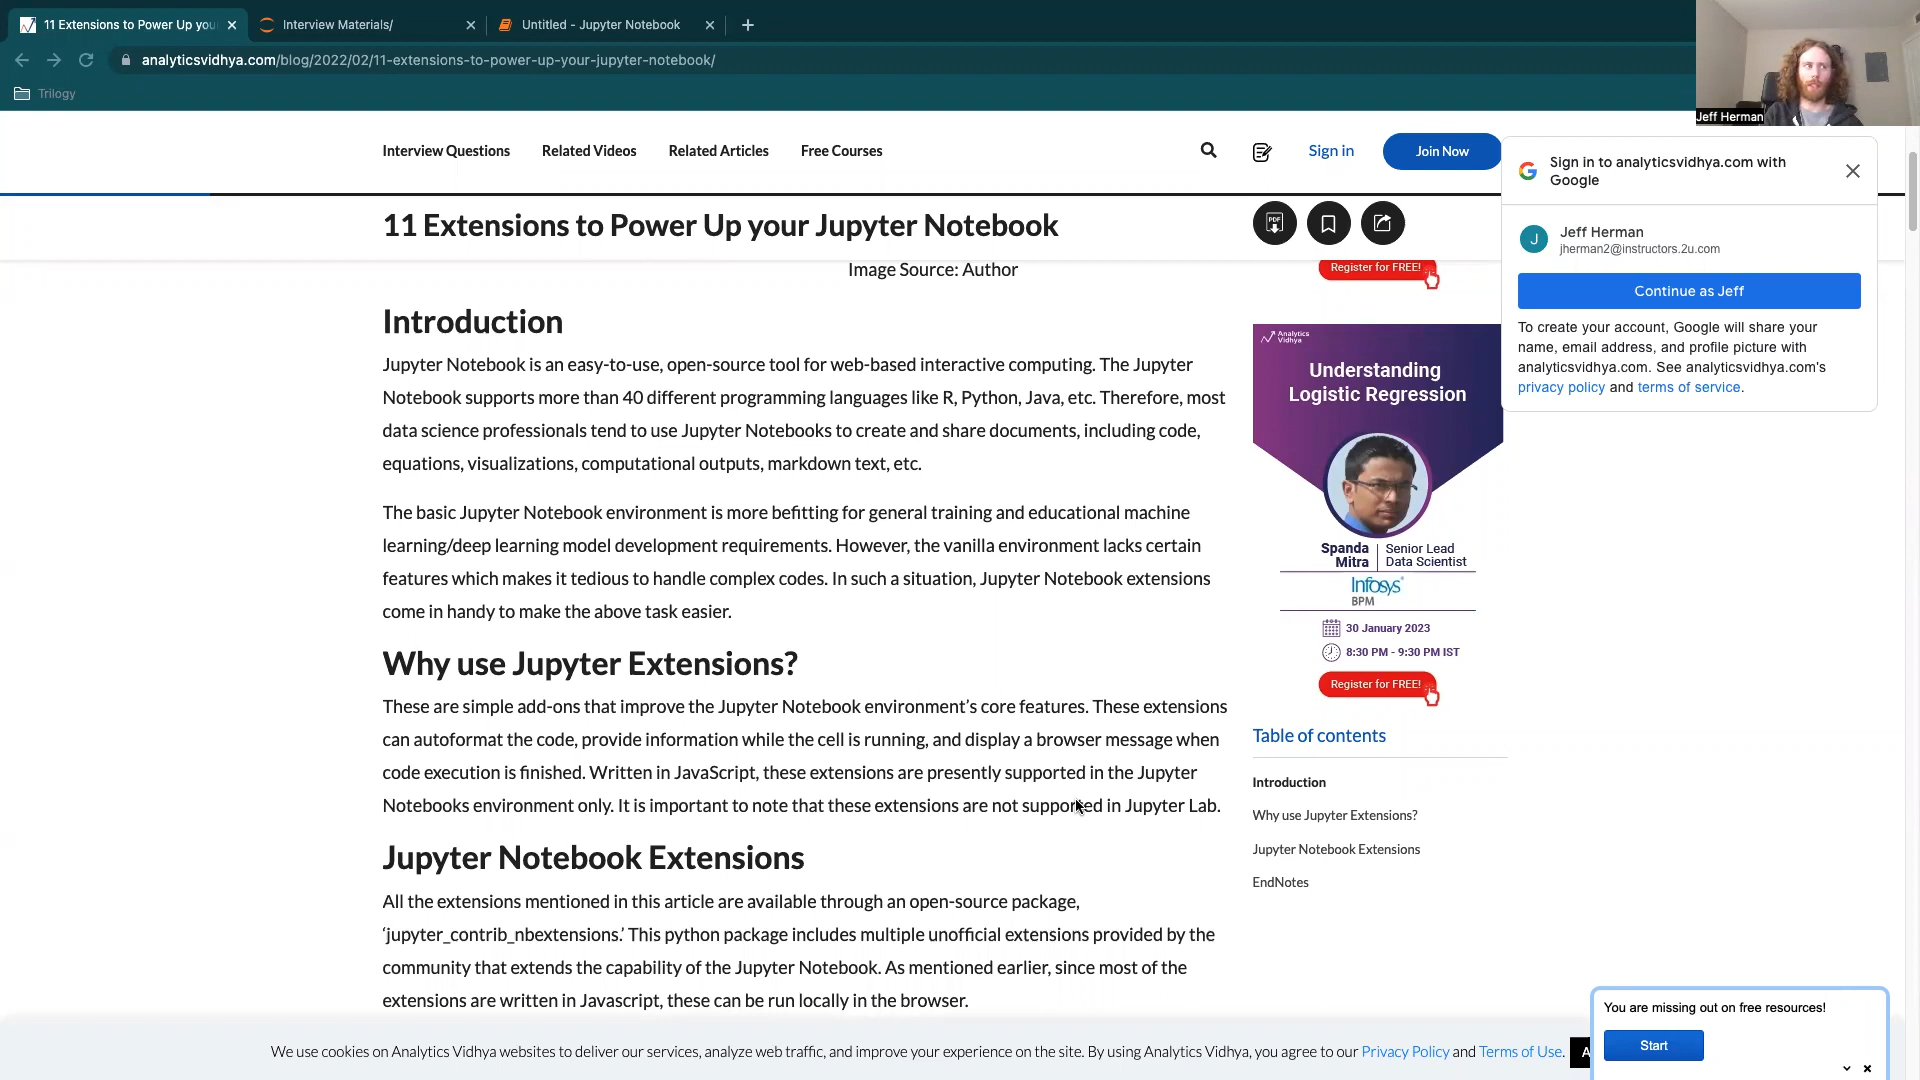 11 Extensions to Power Up you
Interview Materials/
Untitled - Jupyter Notebook
analyticsvidhya.com/blog/2022/02/11-extensions-to-power-up-your-jupyter-notebook/
Trilogy
Jeff Herman
Interview Questions
Related Videos
Related Articles
Free Courses
Sign in
Join Now
11 Extensions to Power Up your Jupyter Notebook
PDF
Image Source: Author
Introduction
Jupyter Notebook is an easy-to-use, open-source tool for web-based interactive computing. The Jupyter
Notebook supports more than 40 different programming languages like R, Python, Java, etc. Therefore, most
data science professionals tend to use Jupyter Notebooks to create and share documents, including code,
equations, visualizations, computational outputs, markdown text, etc.
The basic Jupyter Notebook environment is more befitting for general training and educational machine
learning/deep learning model development requirements. However, the vanilla environment lacks certain
features which makes it tedious to handle complex codes. In such a situation, Jupyter Notebook extensions
come in handy to make the above task easier.
Why use Jupyter Extensions?
These are simple add-ons that improve the Jupyter Notebook environment’s core features. These extensions
can autoformat the code, provide information while the cell is running, and display a browser message when
code execution is finished. Written in JavaScript, these extensions are presently supported in the Jupyter
Notebooks environment only. It is important to note that these extensions are not supported in Jupyter Lab.
Jupyter Notebook Extensions
All the extensions mentioned in this article are available through an open-source package,
‘jupyter_contrib_nbextensions.’ This python package includes multiple unofficial extensions provided by the
community that extends the capability of the Jupyter Notebook. As mentioned earlier, since most of the
extensions are written in Javascript, these can be run locally in the browser.
Register for FREE!
Analytics
Vidhya
Understanding
Logistic Regression
Spanda
Mitra
Senior Lead
Data Scientist
Infosys
BPM
30 January 2023
8:30 PM - 9:30 PM IST
Register for FREE!
Table of contents
Introduction
Why use Jupyter Extensions?
Jupyter Notebook Extensions
EndNotes
Sign in to analyticsvidhya.com with
Google
J
Jeff Herman
jherman2@instructors.2u.com
Continue as Jeff
To create your account, Google will share your
name, email address, and profile picture with
analyticsvidhya.com. See analyticsvidhya.com's
privacy policy and terms of service.
We use cookies on Analytics Vidhya websites to deliver our services, analyze web traffic, and improve your experience on the site. By using Analytics Vidhya, you agree to our Privacy Policy and Terms of Use.
A
You are missing out on free resources!
Start